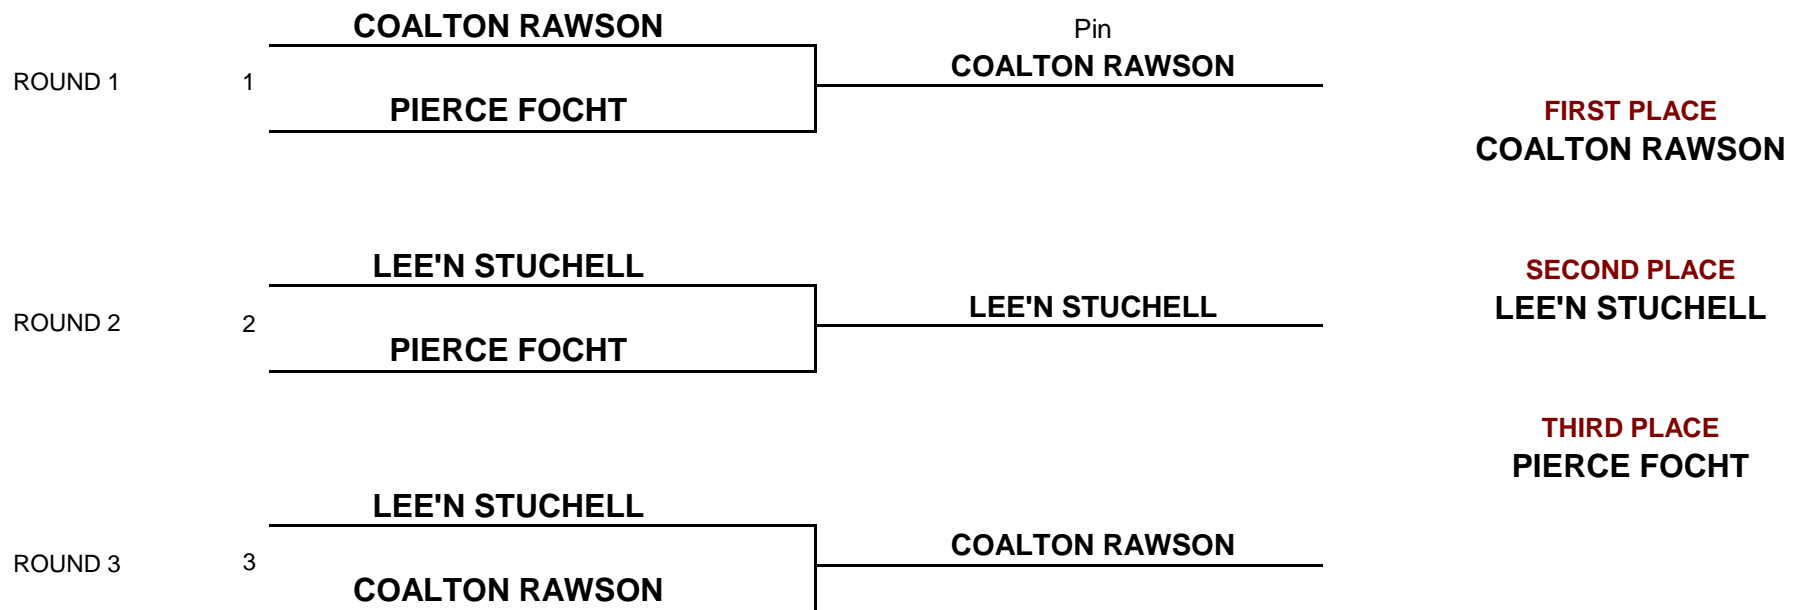 COALTON RAWSON
Pin
COALTON RAWSON
ROUND 1
1
PIERCE FOCHT
FIRST PLACE
COALTON RAWSON
LEE'N STUCHELL
SECOND PLACE
LEE'N STUCHELL
LEE'N STUCHELL
ROUND 2
2
PIERCE FOCHT
THIRD PLACE
PIERCE FOCHT
LEE'N STUCHELL
COALTON RAWSON
ROUND 3
3
COALTON RAWSON